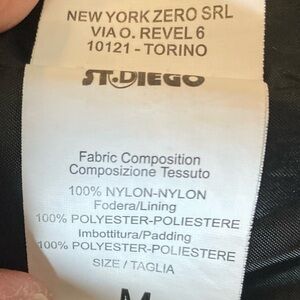 NEW YORK ZERO SRL
VIA O. REVEL 6
10121 - TORINO
ST.DIEGO
Fabric Composition
Composizione Tessuto
100% NYLON-NYLON
Fodera/Lining
100% POLYESTER-POLIESTERE
Imbottitura/Padding
100% POLYESTER-POLIESTERE
SIZE / TAGLIA
M